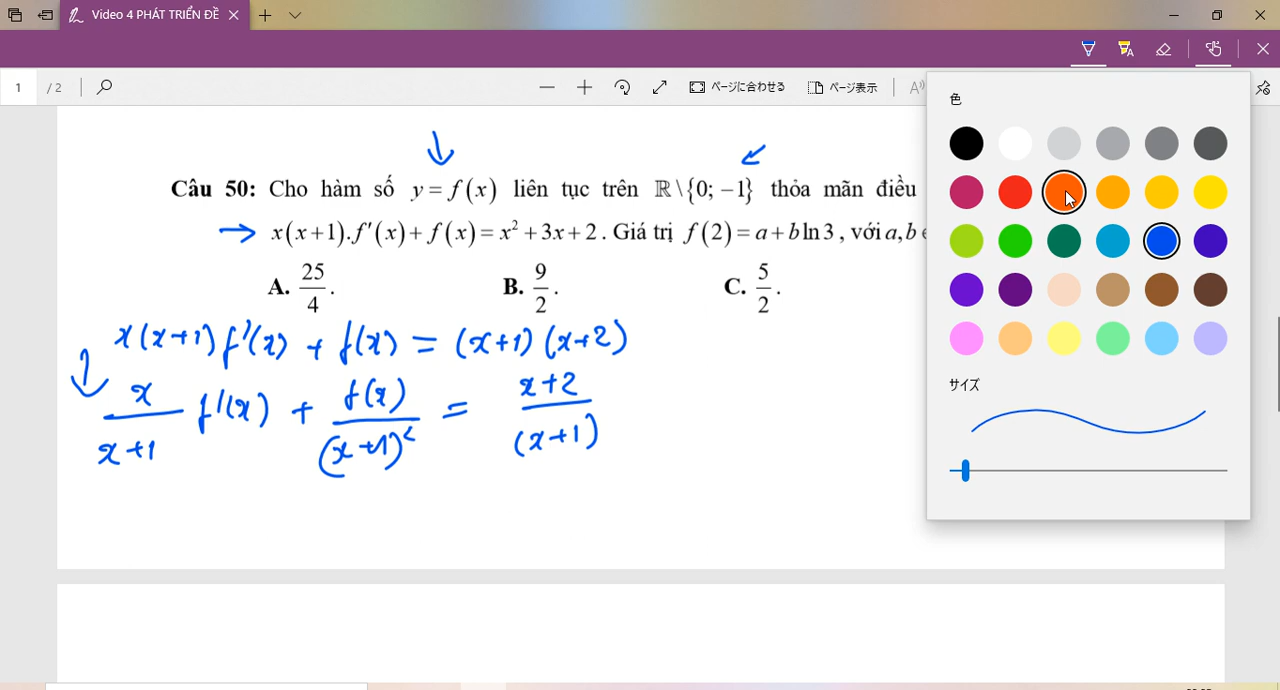 Video 4 PHÁT TRIỂN ĐỀ
1 / 2 ページに合わせる ページ表示
色
Câu 50: Cho hàm số y = f(x) liên tục trên ℝ\{0; −1} thỏa mãn điều
x(x+1).f′(x)+f(x)=x²+3x+2. Giá trị f(2)=a+b ln3, với a,b
A. 25/4. B. 9/2. C. 5/2.
x(x+1) f'(x) + f(x) = (x+1)(x+2)
x/(x+1) f'(x) + f(x)/(x+1)² = x+2/(x+1)
サイズ